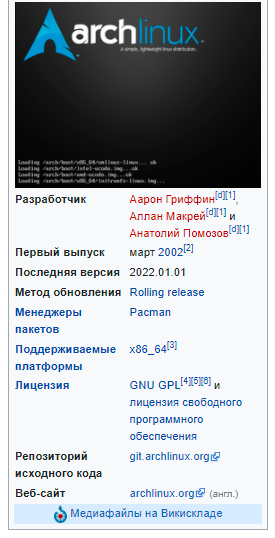 archlinux™
A simple, lightweight linux distribution.
Loading /arch/boot/x86_64/vmlinuz-linux... ok
Loading /arch/boot/intel-ucode.img...ok
Loading /arch/boot/amd-ucode.img...ok
Loading /arch/boot/x86_64/initramfs-linux.img...
Разработчик Аарон Гриффин[d][1],
Аллан Макрей[d][1] и
Анатолий Помозов[d][1]
Первый выпуск март 2002[2]
Последняя версия 2022.01.01
Метод обновления Rolling release
Менеджеры Pacman
пакетов
Поддерживаемые x86_64[3]
платформы
Лицензия GNU GPL[4][5][6] и
лицензия свободного
программного
обеспечения
Репозиторий git.archlinux.org
исходного кода
Веб-сайт archlinux.org (англ.)
Медиафайлы на Викискладе